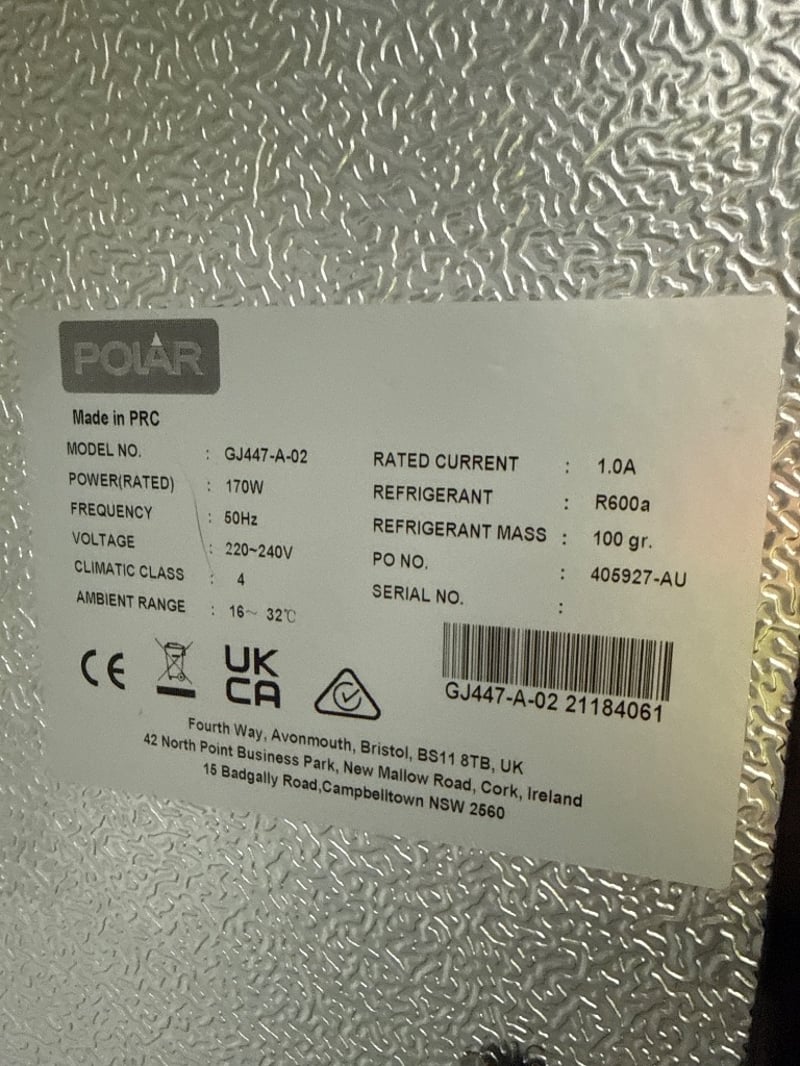 POLAR
Made in PRC
MODEL NO. : GJ447-A-02
POWER(RATED) : 170W
FREQUENCY : 50Hz
VOLTAGE : 220~240V
CLIMATIC CLASS : 4
AMBIENT RANGE : 16~ 32℃
RATED CURRENT : 1.0A
REFRIGERANT : R600a
REFRIGERANT MASS : 100 gr.
PO NO. : 405927-AU
SERIAL NO. :
CE
UK
CA
GJ447-A-02 21184061
Fourth Way, Avonmouth, Bristol, BS11 8TB, UK
42 North Point Business Park, New Mallow Road, Cork, Ireland
15 Badgally Road,Campbelltown NSW 2560